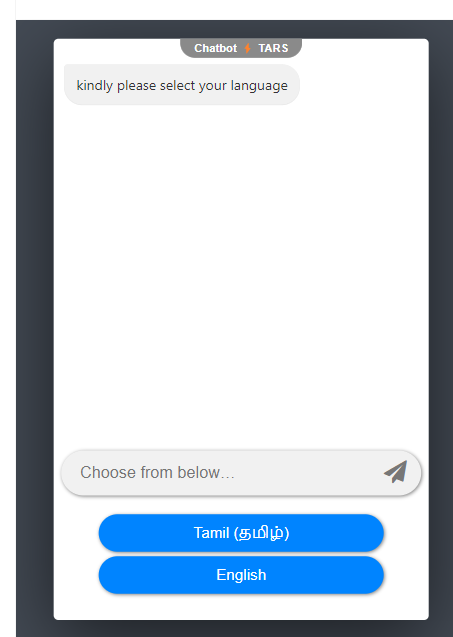 Chatbot TARS
kindly please select your language
Choose from below...
Tamil (தமிழ்)
English